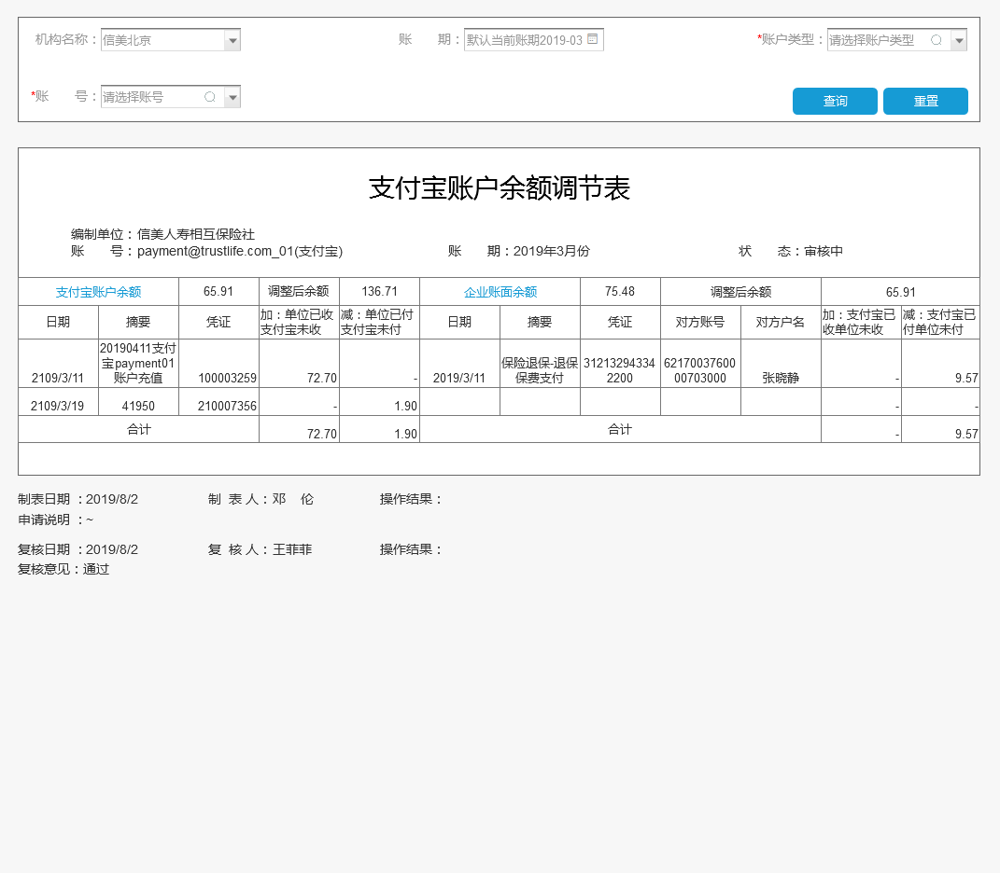 机构名称：信美北京 账　　期：默认当前账期2019-03 *账户类型：请选择账户类型
*账　　号：请选择账号
查询 重置
支付宝账户余额调节表
编制单位：信美人寿相互保险社
账　　号：payment@trustlife.com_01(支付宝) 账　　期：2019年3月份 状　　态：审核中
支付宝账户余额 65.91 调整后余额 136.71 企业账面余额 75.48 调整后余额 65.91
日期 摘要 凭证 加：单位已收支付宝未收 减：单位已付支付宝未付 日期 摘要 凭证 对方账号 对方户名 加：支付宝已收单位未收 减：支付宝已付单位未付
2109/3/11 20190411支付宝payment01账户充值 100003259 72.70 - 2019/3/11 保险退保-退保保费支付 312132943342200 6217003760000703000 张晓静 - 9.57
2109/3/19 41950 210007356 - 1.90 - -
合计 72.70 1.90 合计 - 9.57
制表日期 ：2019/8/2 制 表 人：邓　伦 操作结果：
申请说明 ：~
复核日期 ：2019/8/2 复 核 人：王菲菲 操作结果：
复核意见：通过